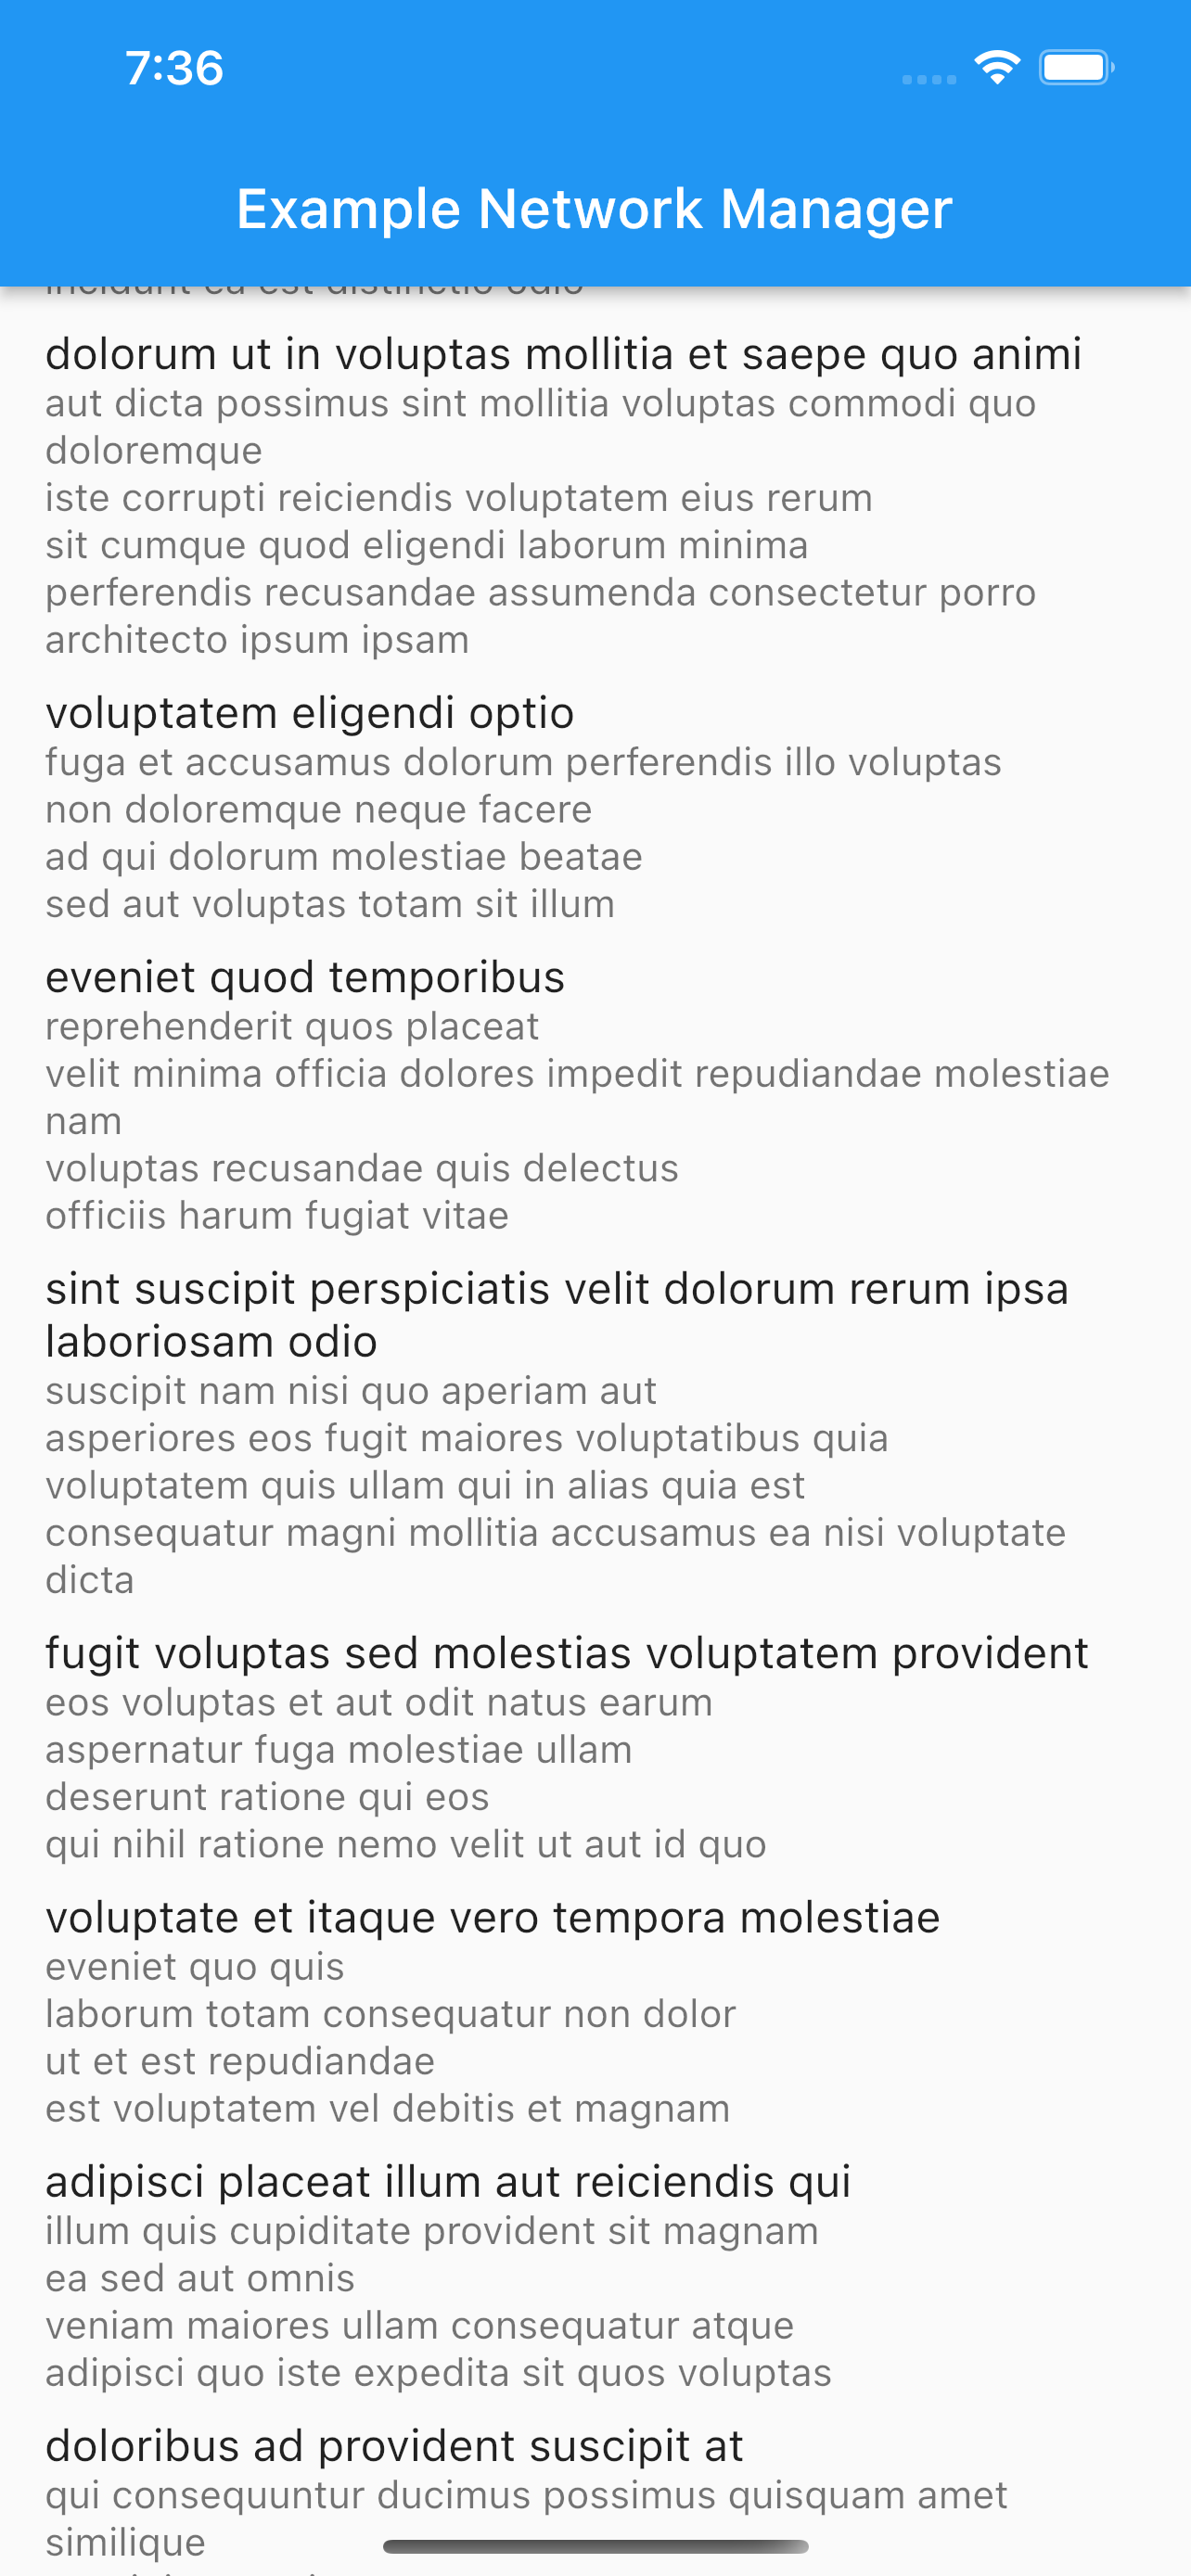 7:36
Example Network Manager
incidunt ea est distinctio odio
dolorum ut in voluptas mollitia et saepe quo animi
aut dicta possimus sint mollitia voluptas commodi quo
doloremque
iste corrupti reiciendis voluptatem eius rerum
sit cumque quod eligendi laborum minima
perferendis recusandae assumenda consectetur porro
architecto ipsum ipsam
voluptatem eligendi optio
fuga et accusamus dolorum perferendis illo voluptas
non doloremque neque facere
ad qui dolorum molestiae beatae
sed aut voluptas totam sit illum
eveniet quod temporibus
reprehenderit quos placeat
velit minima officia dolores impedit repudiandae molestiae
nam
voluptas recusandae quis delectus
officiis harum fugiat vitae
sint suscipit perspiciatis velit dolorum rerum ipsa
laboriosam odio
suscipit nam nisi quo aperiam aut
asperiores eos fugit maiores voluptatibus quia
voluptatem quis ullam qui in alias quia est
consequatur magni mollitia accusamus ea nisi voluptate
dicta
fugit voluptas sed molestias voluptatem provident
eos voluptas et aut odit natus earum
aspernatur fuga molestiae ullam
deserunt ratione qui eos
qui nihil ratione nemo velit ut aut id quo
voluptate et itaque vero tempora molestiae
eveniet quo quis
laborum totam consequatur non dolor
ut et est repudiandae
est voluptatem vel debitis et magnam
adipisci placeat illum aut reiciendis qui
illum quis cupiditate provident sit magnam
ea sed aut omnis
veniam maiores ullam consequatur atque
adipisci quo iste expedita sit quos voluptas
doloribus ad provident suscipit at
qui consequuntur ducimus possimus quisquam amet
similique